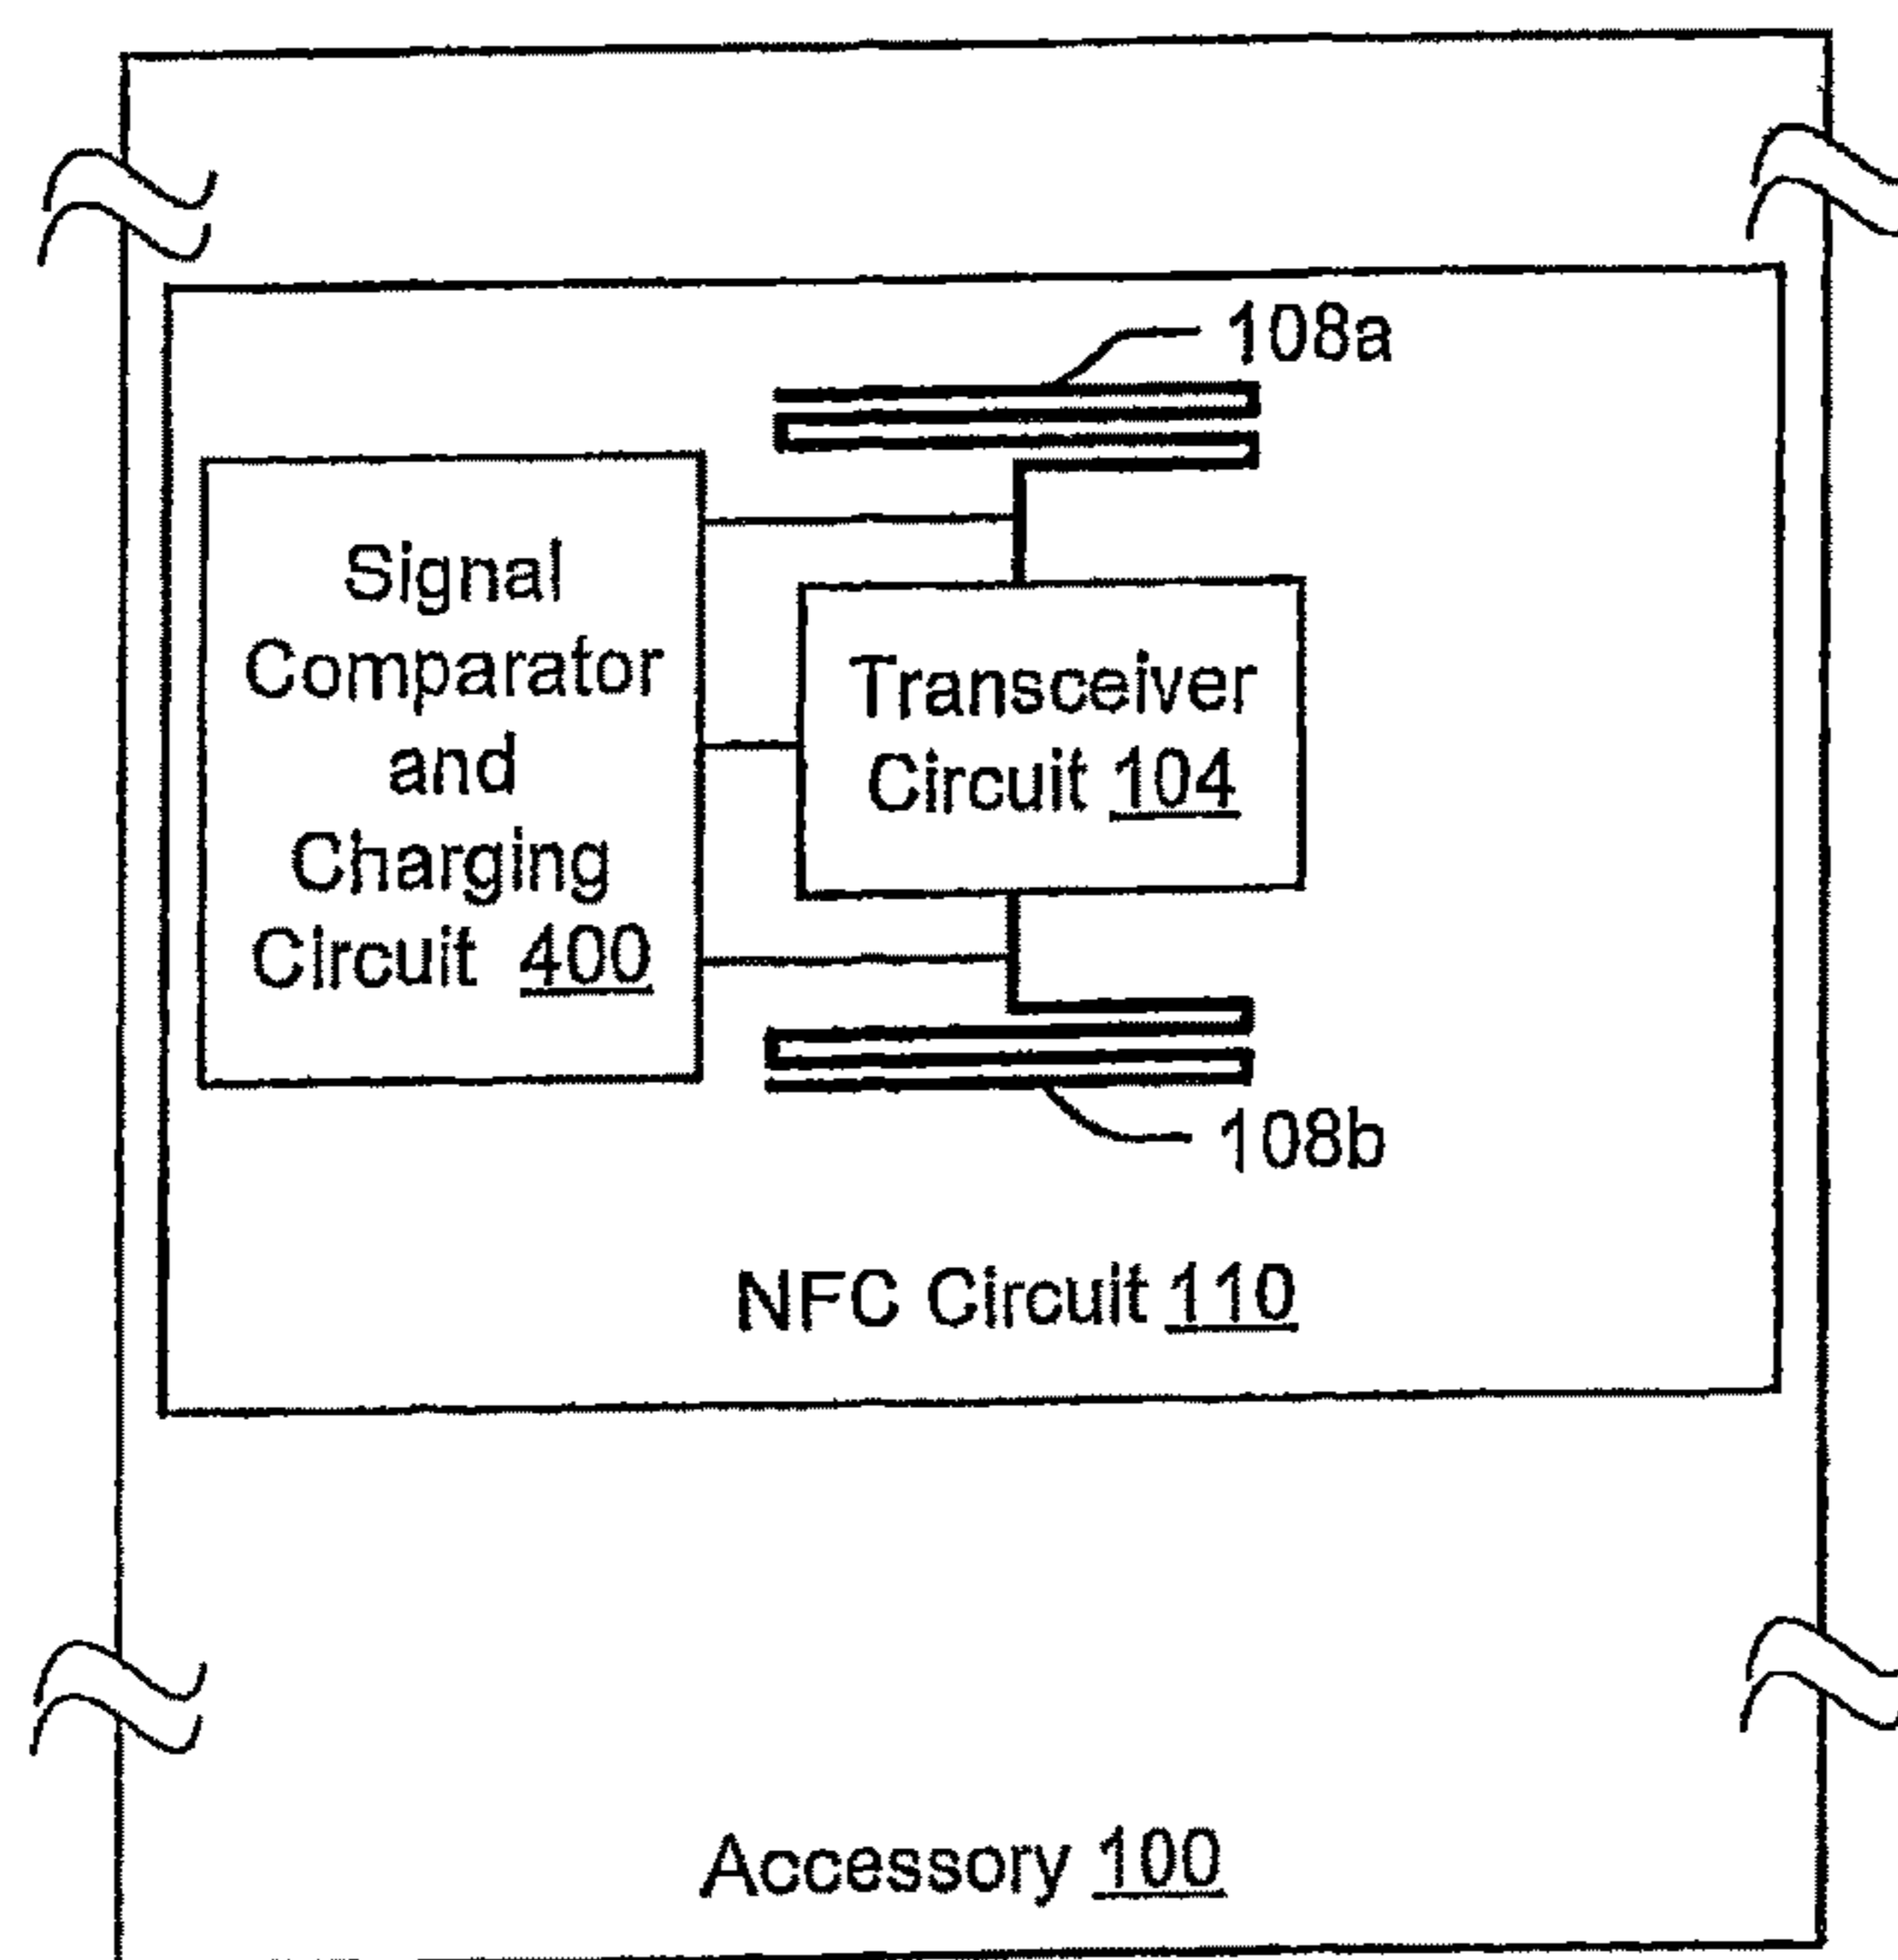 108a
Signal
Comparator
and
Charging
Circuit 400
Transceiver
Circuit 104
108b
NFC Circuit 110
Accessory 100